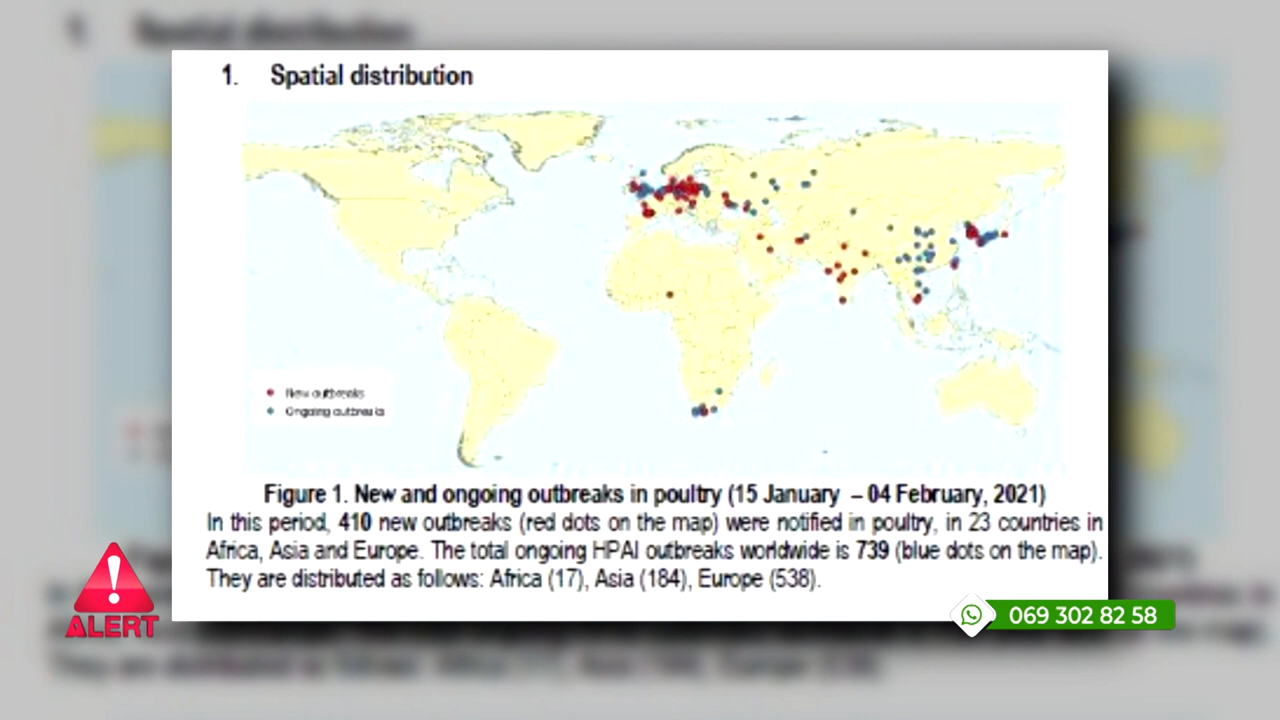 1. Spatial distribution
New outbreaks
Ongoing outbreaks
Figure 1. New and ongoing outbreaks in poultry (15 January – 04 February, 2021)
In this period, 410 new outbreaks (red dots on the map) were notified in poultry, in 23 countries in
Africa, Asia and Europe. The total ongoing HPAI outbreaks worldwide is 739 (blue dots on the map).
They are distributed as follows: Africa (17), Asia (184), Europe (538).
ALERT
069 302 82 58